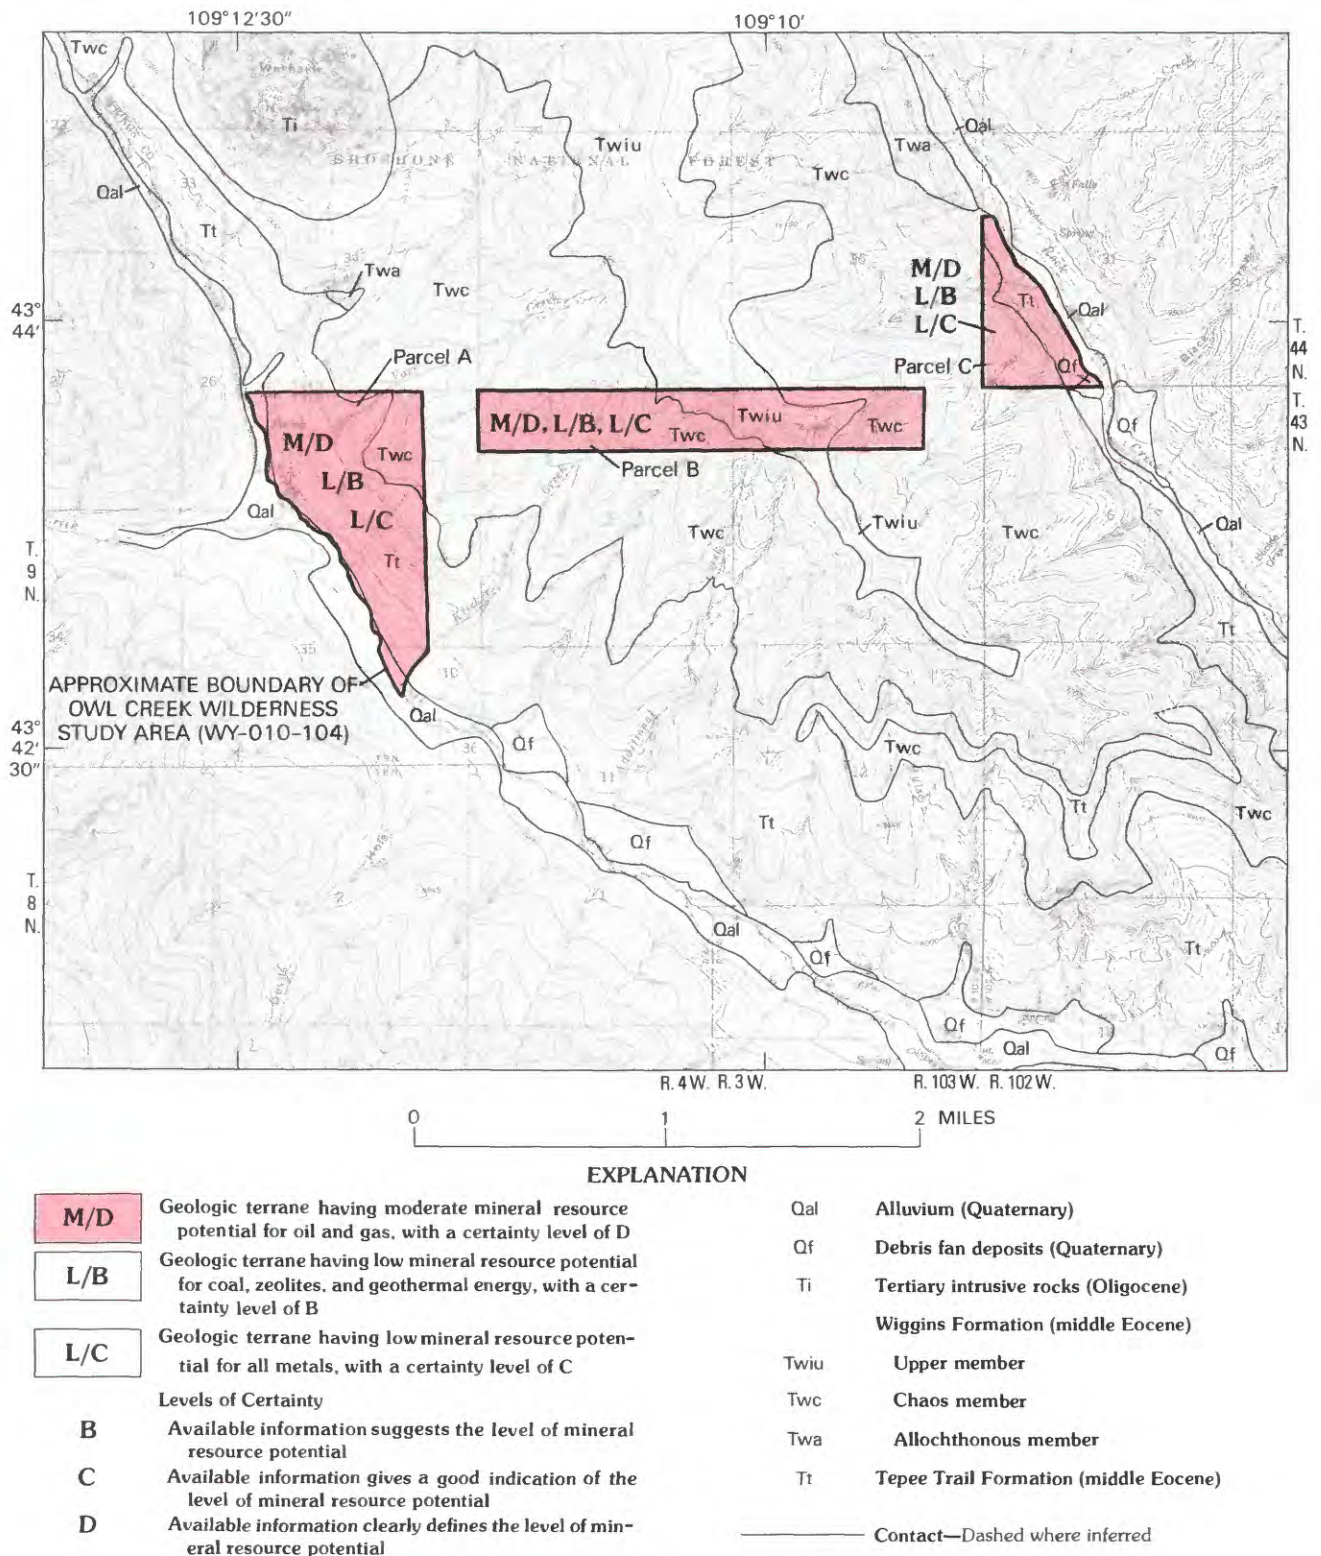 109°12'30"
109°10'
Twc
Ti
Twiu
Twa
Qal
SHOSHONE NATIONAL FOREST
Twc
Qal
Tt
Twa
Twc
M/D
L/B
L/C
Tt
Qal
43°
44'
T.
44
N.
Parcel A
Parcel C
Qf
T.
43
N.
M/D
L/B
L/C
Twc
Tt
M/D, L/B, L/C
Twc
Twiu
Twc
Parcel B
Qf
Qal
Twc
Twiu
Twc
Qal
T.
9
N.
Tt
APPROXIMATE BOUNDARY OF
OWL CREEK WILDERNESS
STUDY AREA (WY-010-104)
43°
42'
30"
Qal
Qf
Twc
Tt
Tt
Twc
Qf
T.
8
N.
Qal
Qf
Tt
Qf
Qal
Qf
R. 4 W. R. 3 W.
R. 103 W. R. 102 W.
0 1 2 MILES
EXPLANATION
M/D
Geologic terrane having moderate mineral resource
potential for oil and gas, with a certainty level of D
L/B
Geologic terrane having low mineral resource potential
for coal, zeolites, and geothermal energy, with a cer-
tainty level of B
L/C
Geologic terrane having low mineral resource poten-
tial for all metals, with a certainty level of C
Levels of Certainty
B Available information suggests the level of mineral
resource potential
C Available information gives a good indication of the
level of mineral resource potential
D Available information clearly defines the level of min-
eral resource potential
Qal Alluvium (Quaternary)
Qf Debris fan deposits (Quaternary)
Ti Tertiary intrusive rocks (Oligocene)
Wiggins Formation (middle Eocene)
Twiu Upper member
Twc Chaos member
Twa Allochthonous member
Tt Tepee Trail Formation (middle Eocene)
Contact—Dashed where inferred